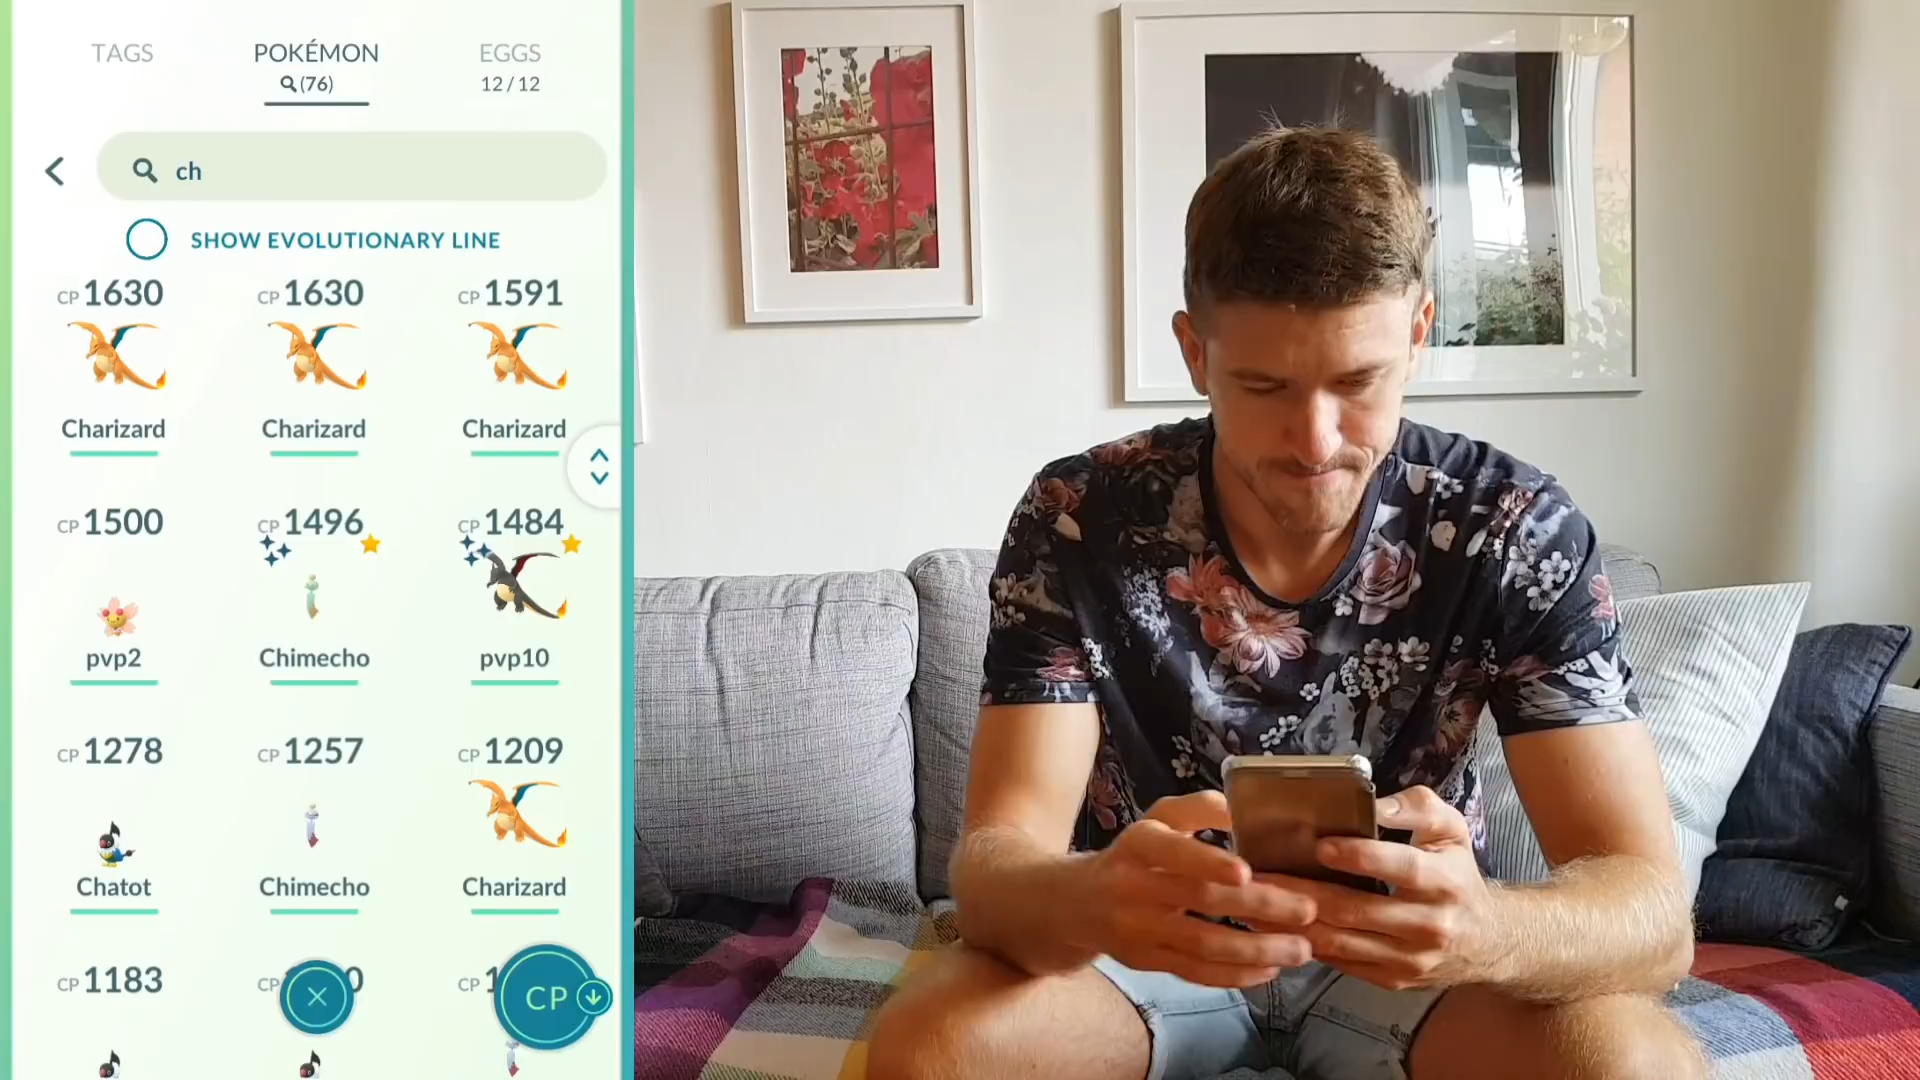 TAGS POKÉMON EGGS
(76) 12 / 12
ch
SHOW EVOLUTIONARY LINE
CP 1630 CP 1630 CP 1591
Charizard Charizard Charizard
CP 1500 CP 1496 CP 1484
pvp2 Chimecho pvp10
CP 1278 CP 1257 CP 1209
Chatot Chimecho Charizard
CP 1183 CP CP
CP